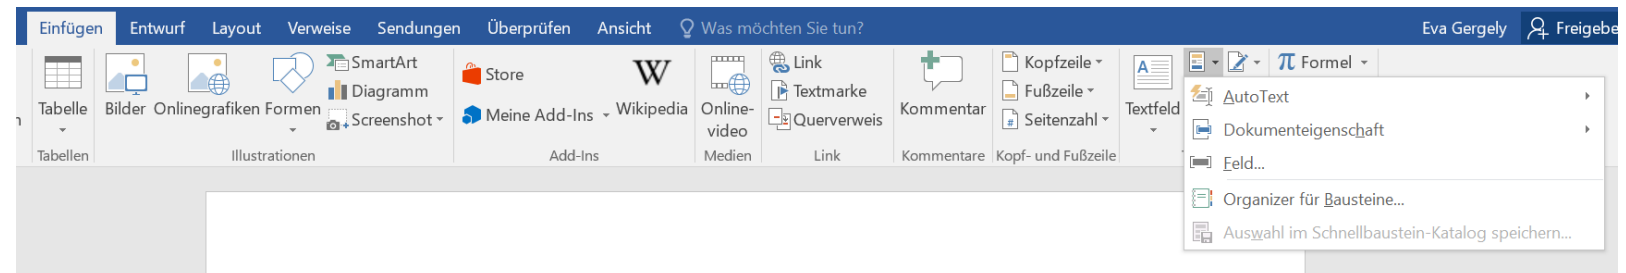 Einfügen Entwurf Layout Verweise Sendungen Überprüfen Ansicht Was möchten Sie tun? Eva Gergely Freigebe
Tabelle
Tabellen
Bilder Onlinegrafiken Formen
SmartArt
Diagramm
Screenshot
Illustrationen
Store
Meine Add-Ins
W
Wikipedia
Add-Ins
Online-
video
Medien
Link
Textmarke
Querverweis
Link
Kommentar
Kommentare
Kopfzeile
Fußzeile
# Seitenzahl
Kopf- und Fußzeile
A
Textfeld
π Formel
AutoText
Dokumenteigenschaft
Feld...
Organizer für Bausteine...
Auswahl im Schnellbaustein-Katalog speichern...